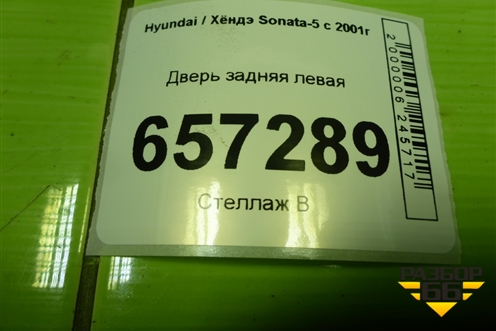 Hyundai / Хёндэ Sonata-5 с 2001г
Дверь задняя левая
657289
Стеллаж В
2000006245717
РАЗБОР
66